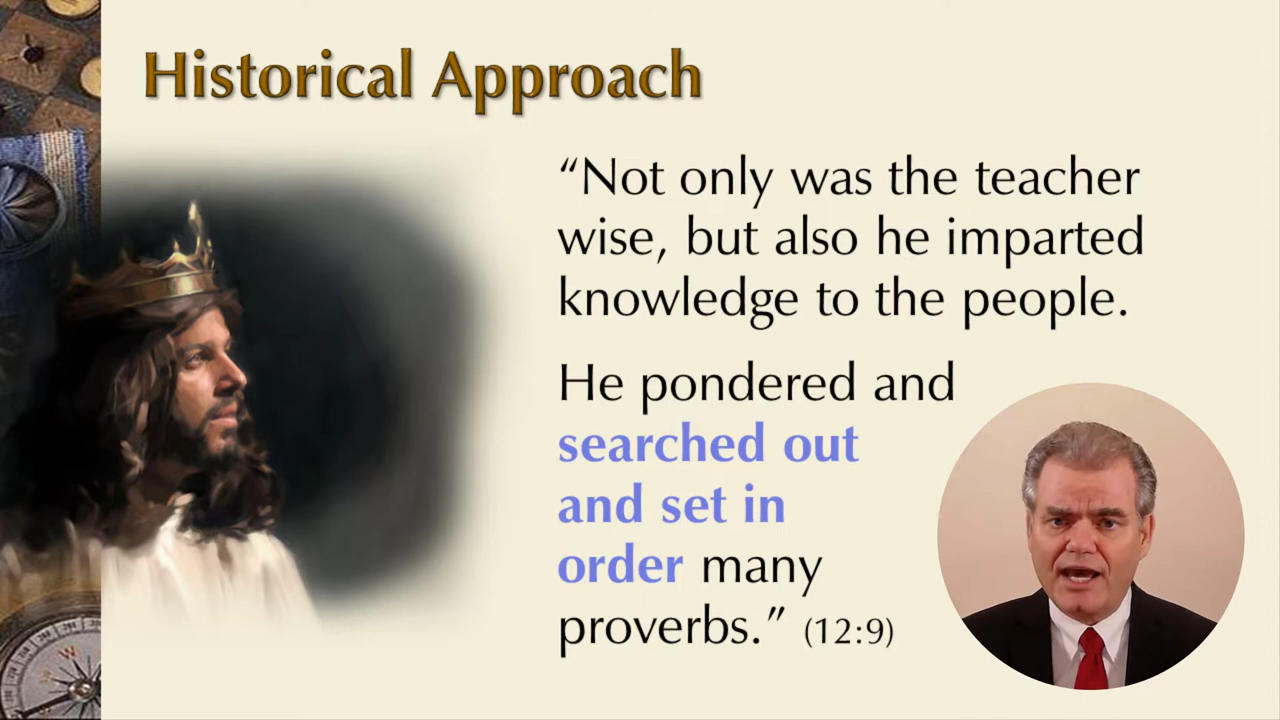 Historical Approach
“Not only was the teacher
wise, but also he imparted
knowledge to the people.
He pondered and
searched out
and set in
order many
proverbs.” (12:9)